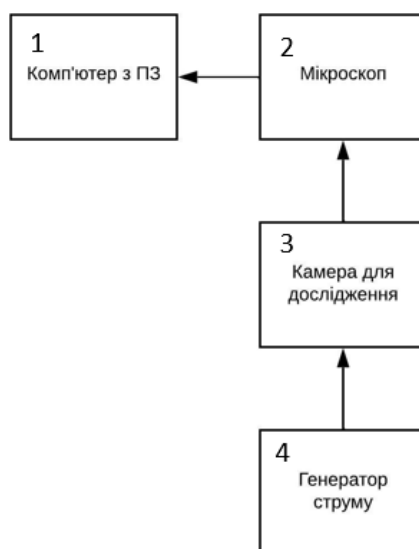 1
Комп'ютер з ПЗ
2
Мікроскоп
3
Камера для
дослідження
4
Генератор
струму